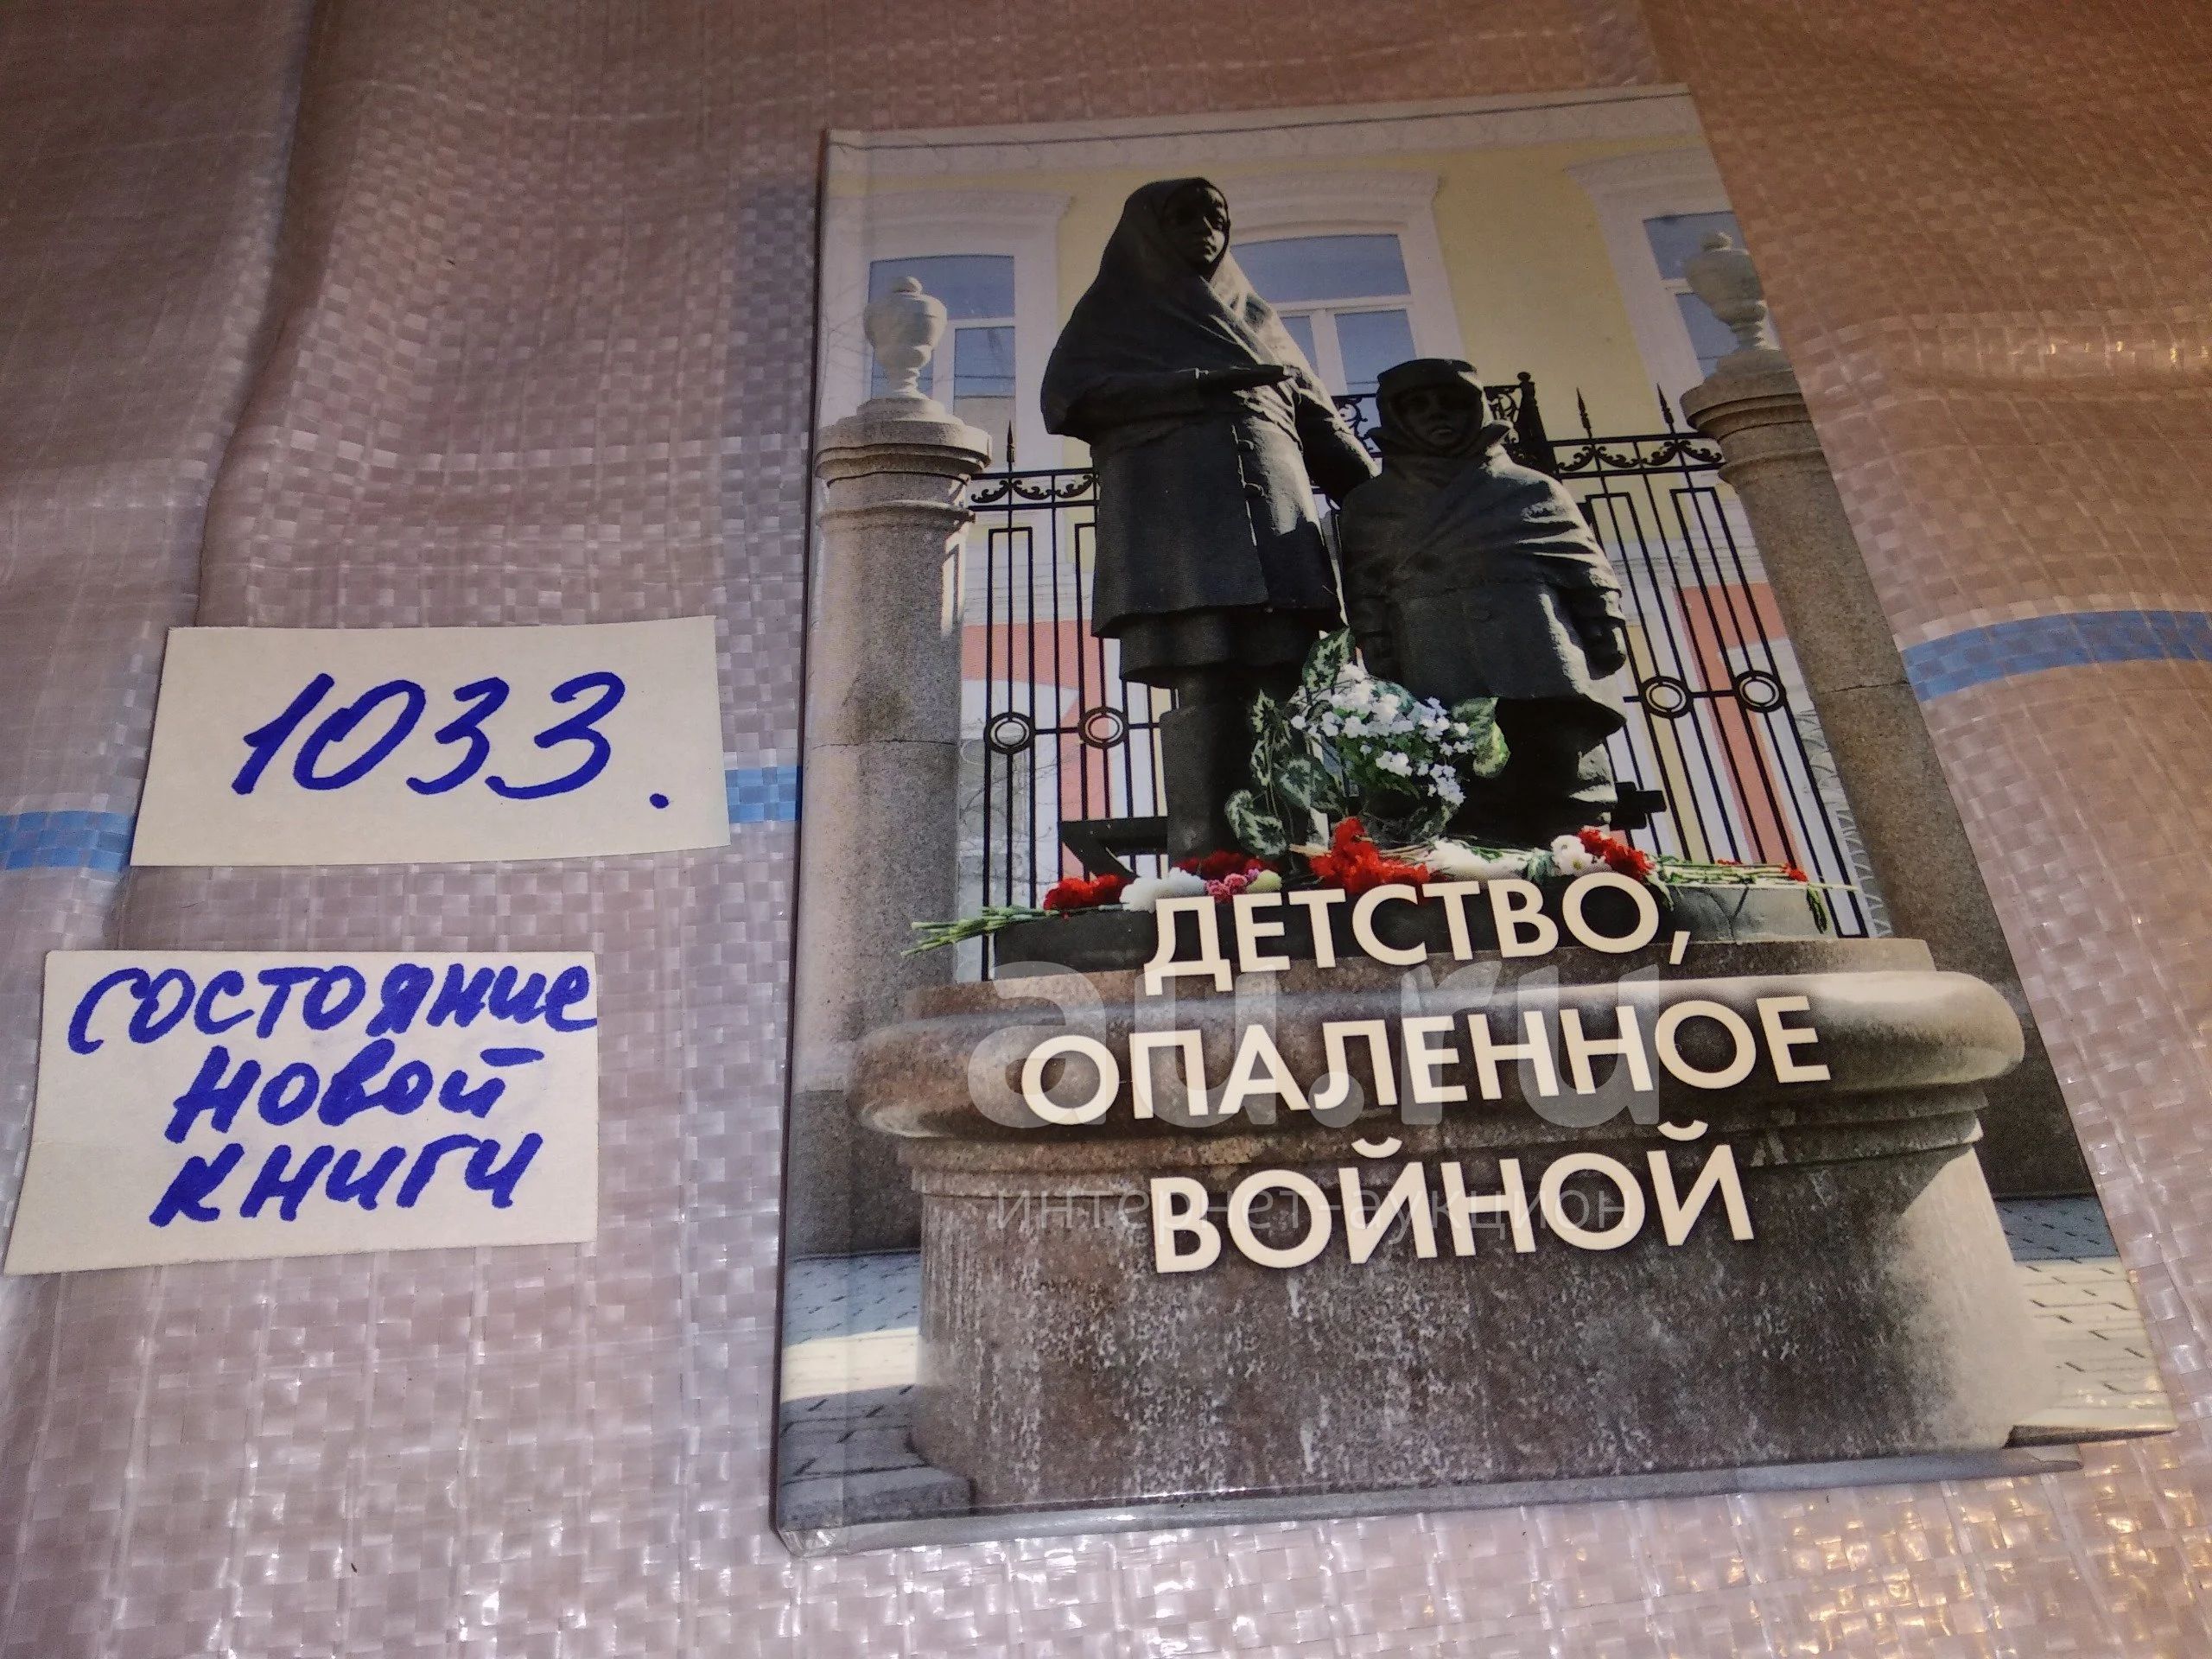 1033.
состояние
новой
книги
ДЕТСТВО,
ОПАЛЕННОЕ
ВОЙНОЙ
au.ru
интернет-аукцион